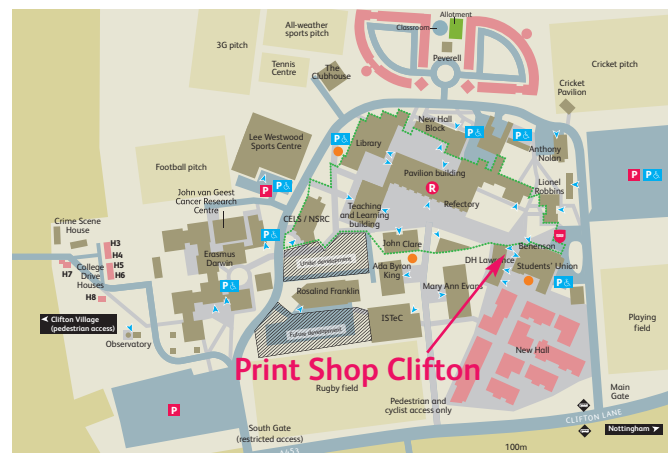 Allotment
Classroom
Peverell
All-weather
sports pitch
3G pitch
Tennis
Centre
The
Clubhouse
Cricket pitch
Cricket
Pavilion
New Hall
Block
P
P
P
Library
Anthony
Nolan
Lee Westwood
Sports Centre
Football pitch
Pavilion building
R
Lionel
Robbins
P P
P P
John van Geest
Cancer Research
Centre
CELS / NSRC
Teaching
and Learning
building
Refectory
Crime Scene
House
H3
H4
H5
H6
H7
H8
College
Drive
Houses
P
Erasmus
Darwin
P
Under development
John Clare
Ada Byron
King
Benenson
DH Lawrence
Students' Union
P
Mary Ann Evans
Rosalind Franklin
ISTeC
Future development
Clifton Village
(pedestrian access)
Observatory
Playing
field
New Hall
Print Shop Clifton
Rugby field
P
Pedestrian and
cyclist access only
Main
Gate
CLIFTON LANE
Nottingham
South Gate
(restricted access)
A453
100m